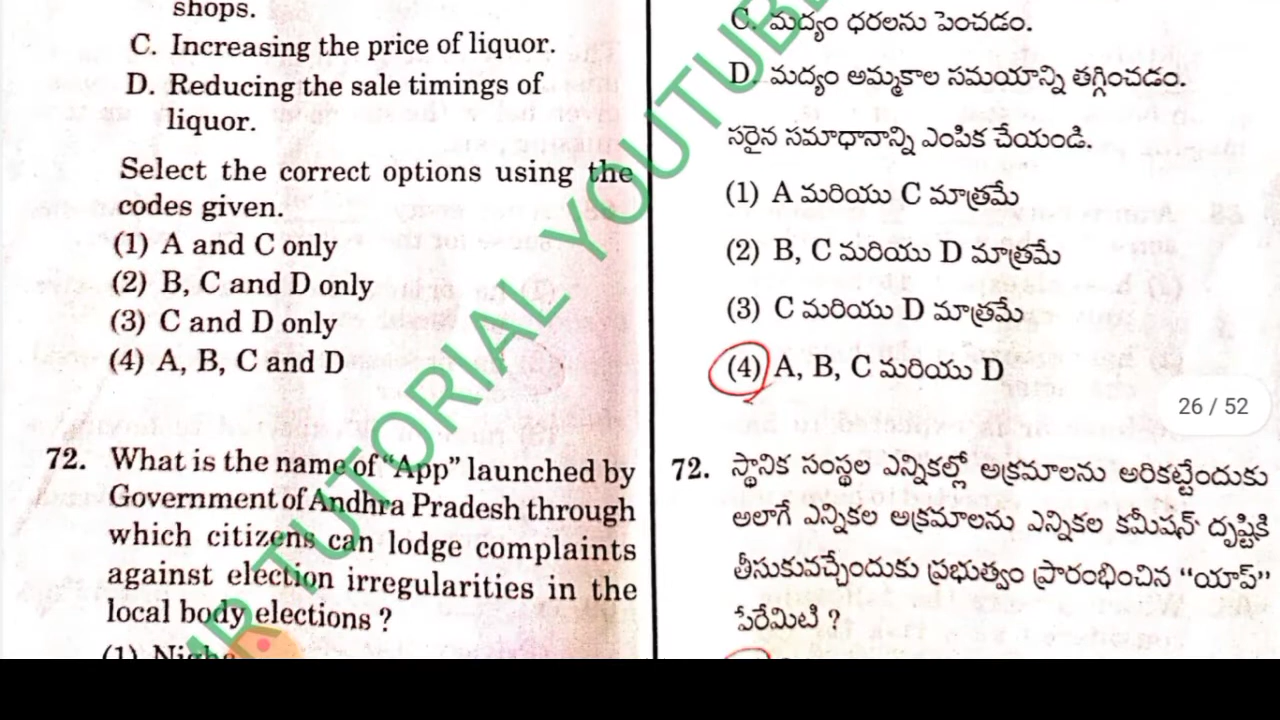 shops.
C. Increasing the price of liquor.
D. Reducing the sale timings of
liquor.
Select the correct options using the
codes given.
(1) A and C only
(2) B, C and D only
(3) C and D only
(4) A, B, C and D
72. What is the name of "App" launched by
Government of Andhra Pradesh through
which citizens can lodge complaints
against election irregularities in the
local body elections ?
(1)
C. మద్యం ధరలను పెంచడం.
D. మద్యం అమ్మకాల సమయాన్ని తగ్గించడం.
సరైన సమాధానాన్ని ఎంపిక చేయండి.
(1) A మరియు C మాత్రమే
(2) B, C మరియు D మాత్రమే
(3) C మరియు D మాత్రమే
(4) A, B, C మరియు D
26 / 52
72. స్థానిక సంస్థల ఎన్నికల్లో అక్రమాలను అరికట్టేందుకు
అలాగే ఎన్నికల అక్రమాలను ఎన్నికల కమీషన్ దృష్టికి
తీసుకువచ్చేందుకు ప్రభుత్వం ప్రారంభించిన "యాప్"
పేరేమిటి ?
TUTORIAL YOUTUBE